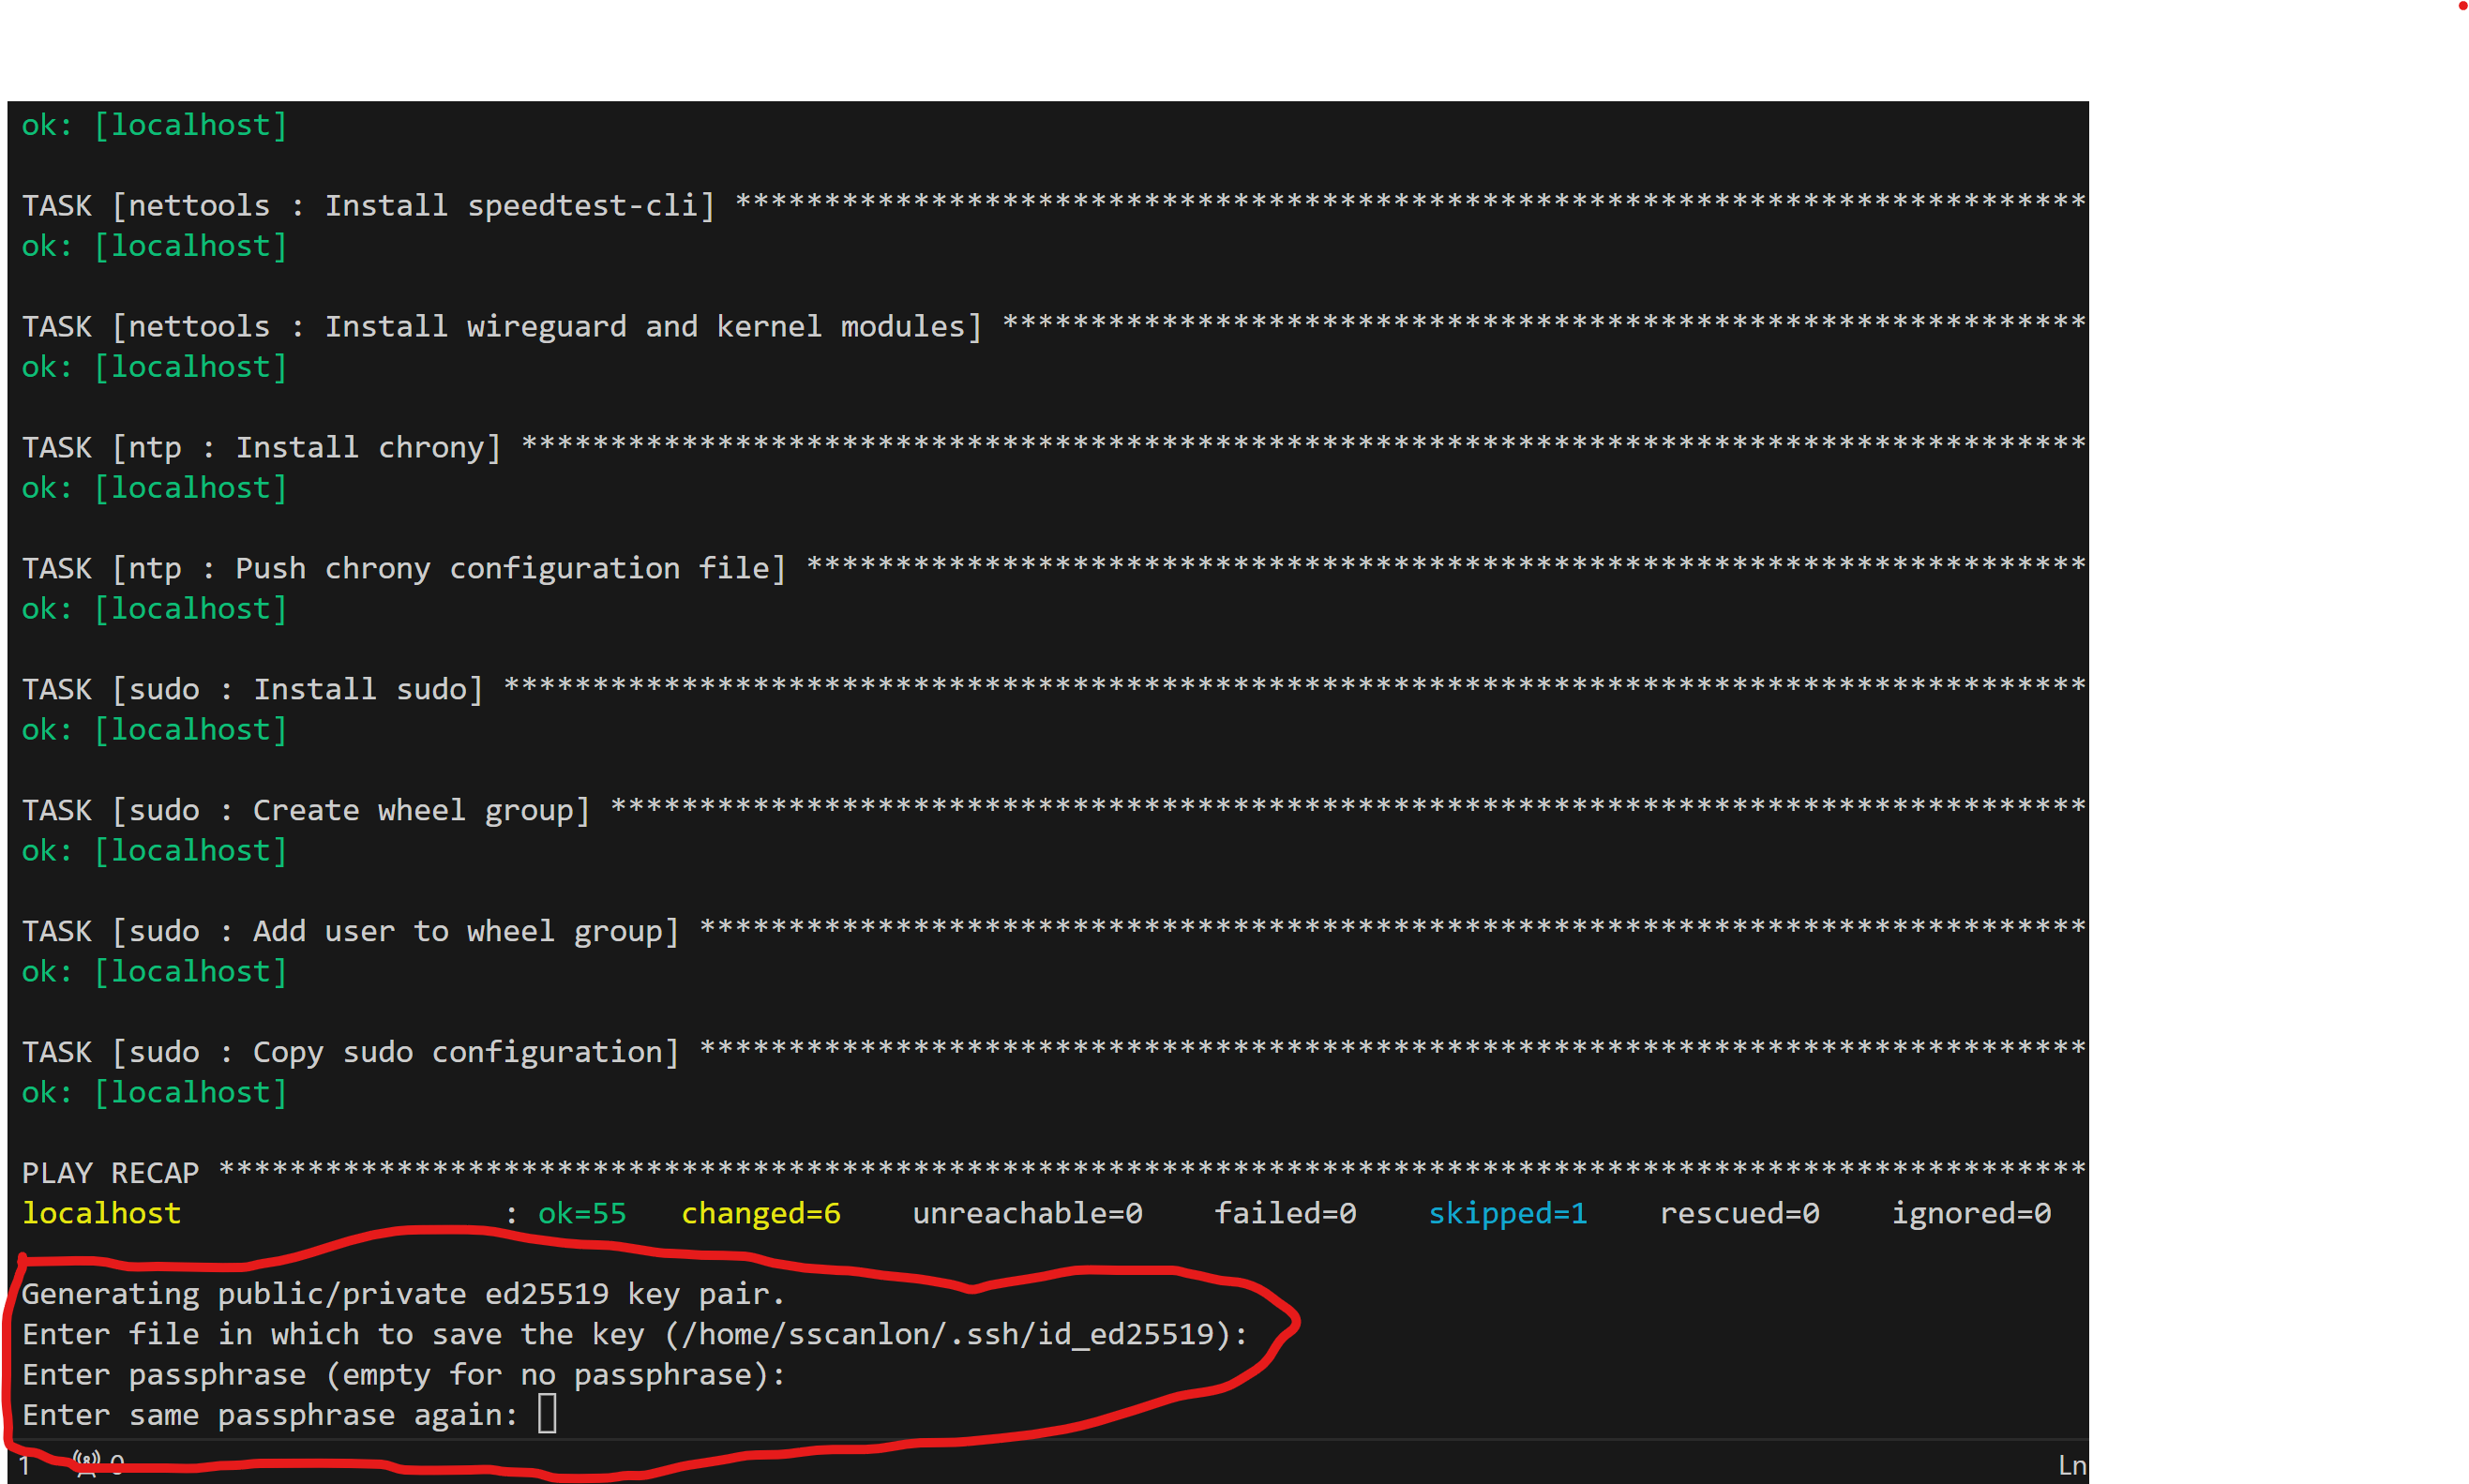 ok: [localhost]
TASK [nettools : Install speedtest-cli] ****************************************************************************
ok: [localhost]
TASK [nettools : Install wireguard and kernel modules] *************************************************************
ok: [localhost]
TASK [ntp : Install chrony] ****************************************************************************************
ok: [localhost]
TASK [ntp : Push chrony configuration file] ************************************************************************
ok: [localhost]
TASK [sudo : Install sudo] *****************************************************************************************
ok: [localhost]
TASK [sudo : Create wheel group] ***********************************************************************************
ok: [localhost]
TASK [sudo : Add user to wheel group] ******************************************************************************
ok: [localhost]
TASK [sudo : Copy sudo configuration] ******************************************************************************
ok: [localhost]
PLAY RECAP *********************************************************************************************************
localhost                  : ok=55   changed=6    unreachable=0    failed=0    skipped=1    rescued=0    ignored=0
Generating public/private ed25519 key pair.
Enter file in which to save the key (/home/sscanlon/.ssh/id_ed25519):
Enter passphrase (empty for no passphrase):
Enter same passphrase again:
1 0 Ln